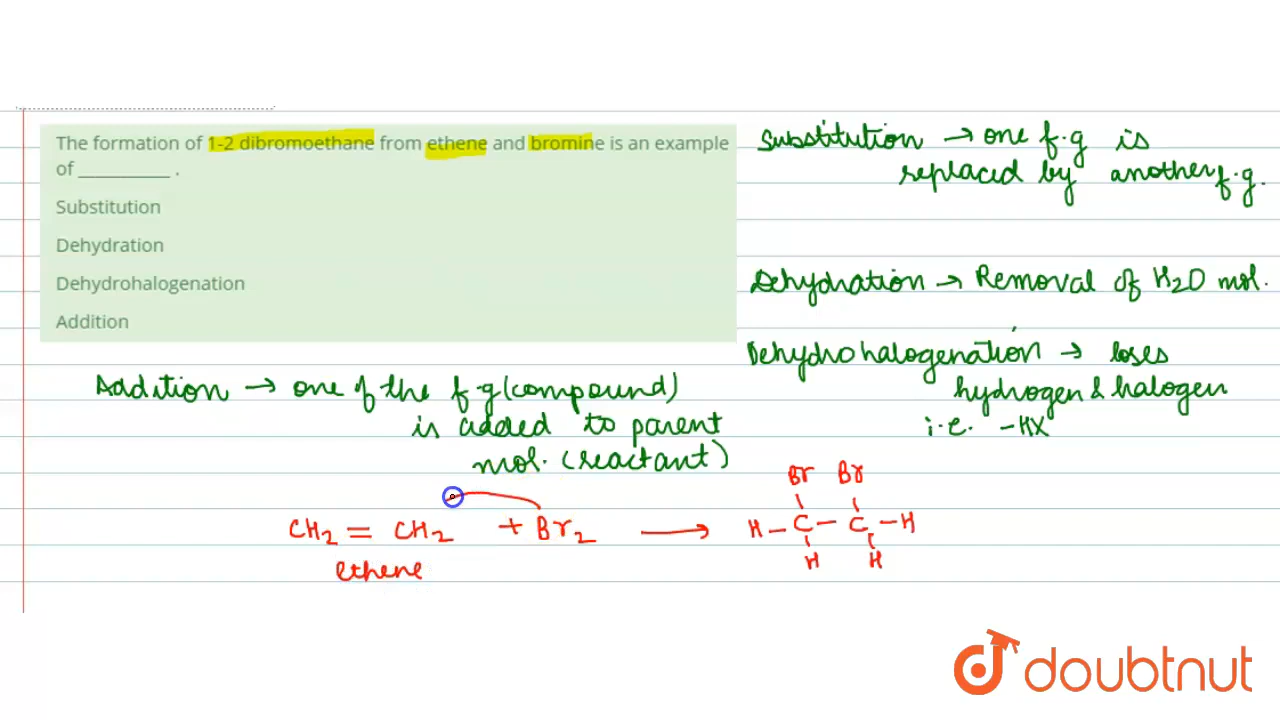 The formation of 1-2 dibromoethane from ethene and bromine is an example
of __________ .
Substitution
Dehydration
Dehydrohalogenation
Addition
Substitution → one f.g is
replaced by another f.g.
Dehydration → Removal of H2O mol.
Dehydrohalogenation → loses
hydrogen & halogen
i.e. -HX
Addition → one of the f.g (compound)
is added to parent
mol. (reactant)
CH2 = CH2 + Br2 →
ethene
Br Br
H - C - C - H
H H
doubtnut